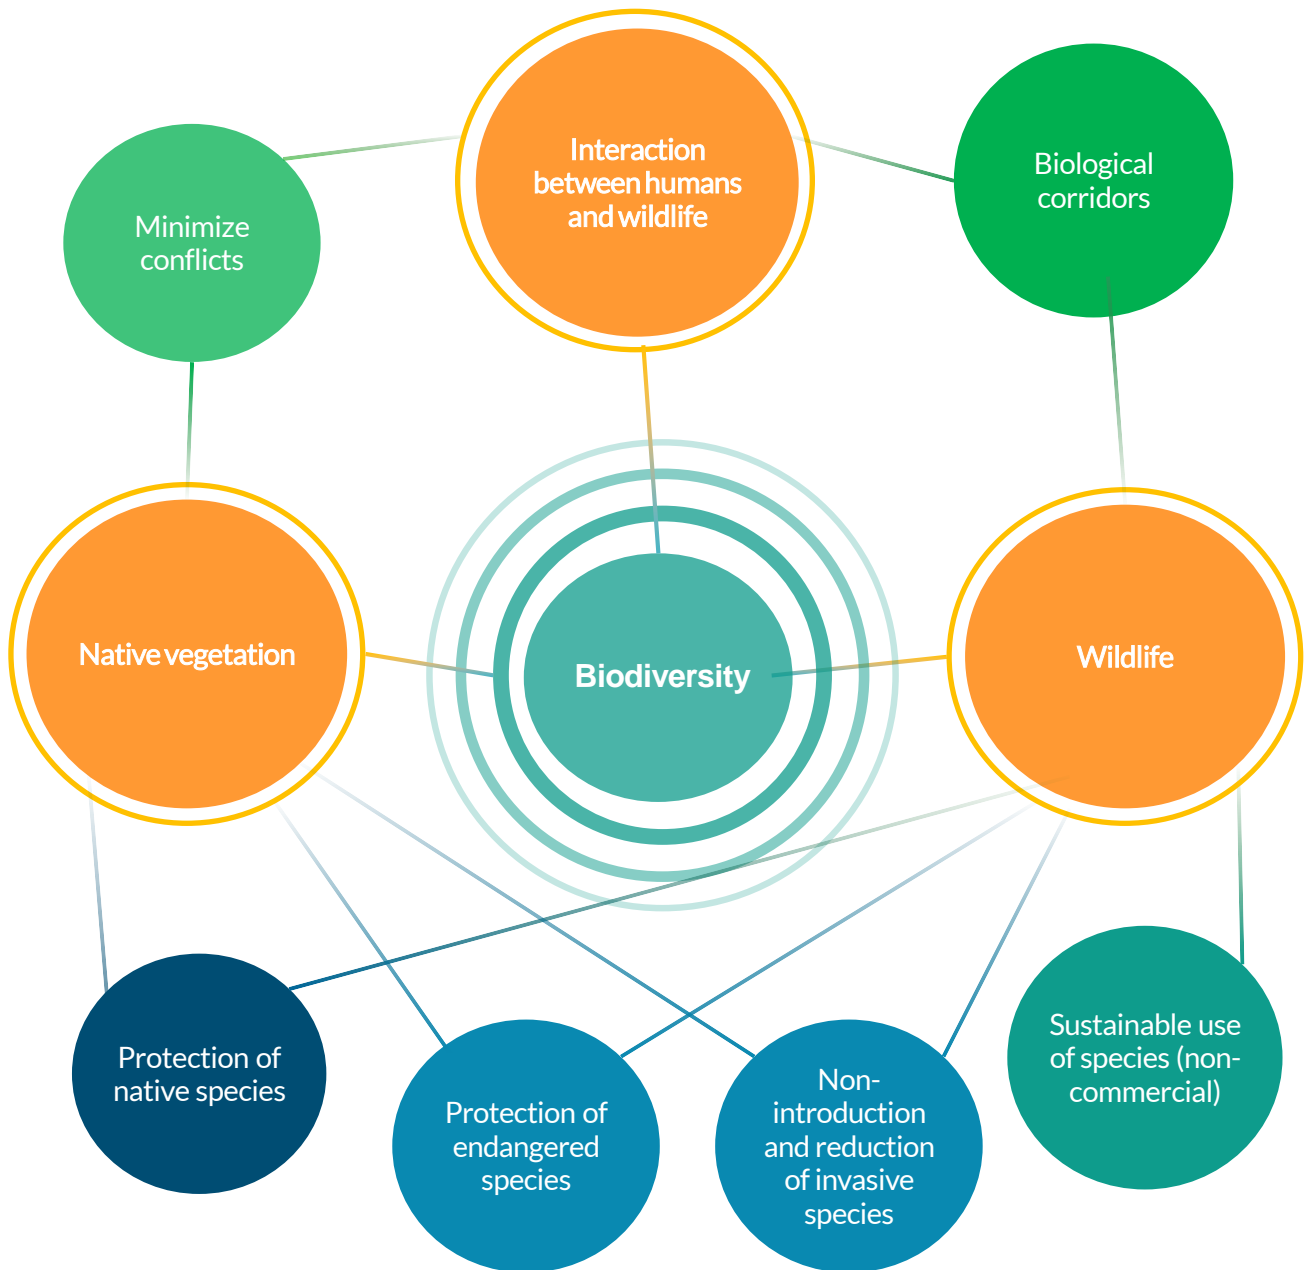 Interaction
between humans
and wildlife
Biological
corridors
Minimize
conflicts
Native vegetation
Biodiversity
Wildlife
Protection of
native species
Protection of
endangered
species
Non-
introduction
and reduction
of invasive
species
Sustainable use
of species (non-
commercial)